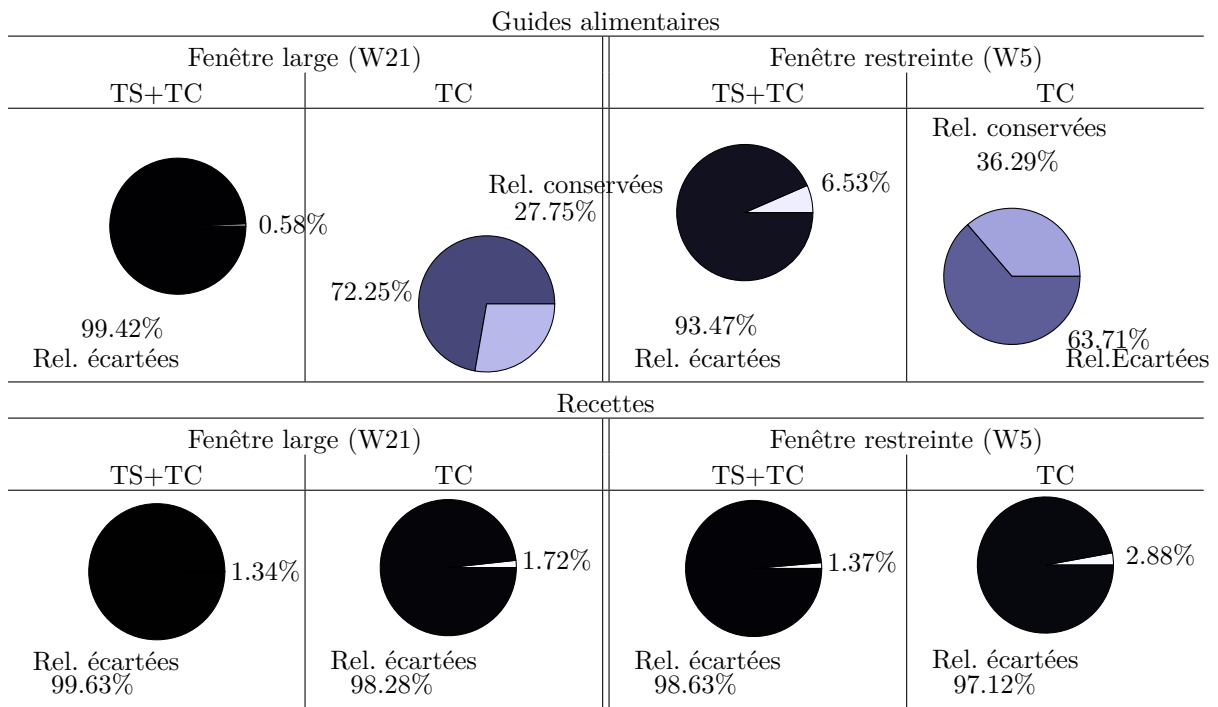 Guides alimentaires
Fenêtre large (W21) Fenêtre restreinte (W5)
TS+TC TC TS+TC TC
0.58%
99.42%
Rel. écartées
Rel. conservées
27.75%
72.25%
6.53%
93.47%
Rel. écartées
Rel. conservées
36.29%
63.71%
Rel.Ecartées
Recettes
Fenêtre large (W21) Fenêtre restreinte (W5)
TS+TC TC TS+TC TC
1.34%
Rel. écartées
99.63%
1.72%
Rel. écartées
98.28%
1.37%
Rel. écartées
98.63%
2.88%
Rel. écartées
97.12%